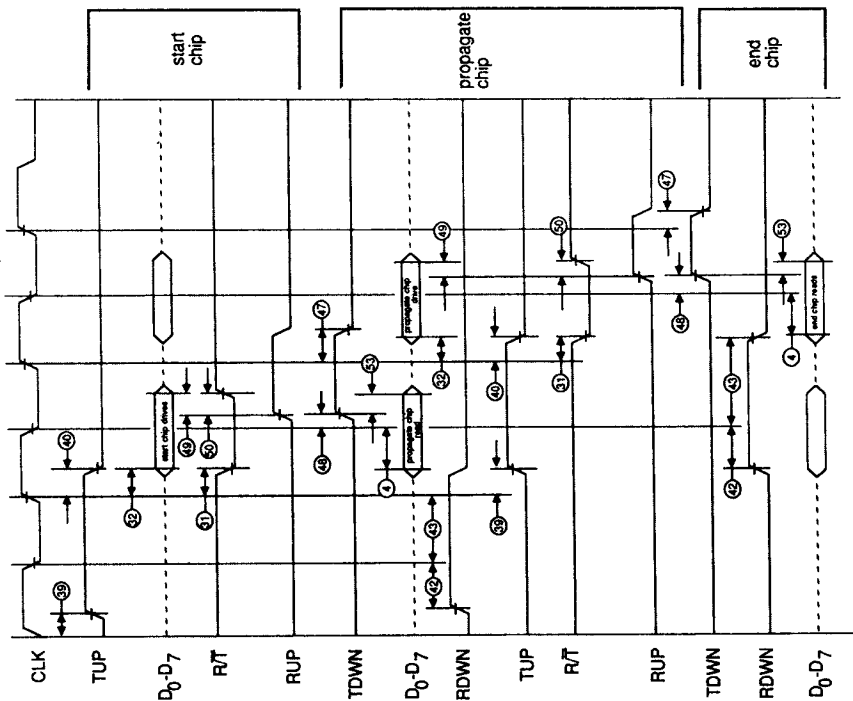 CLK
39
40
TUP
start chip
32
D₀-D₇
start chip drives
49
31
50
R/T̅
RUP
48
47
TDWN
53
4
D₀-D₇
propagate chip read
propagate chip drive
42
43
32
49
RDWN
propagate chip
39
40
TUP
31
50
R/T̅
RUP
48
47
TDWN
end chip
42
43
RDWN
4
53
D₀-D₇
end chip reads